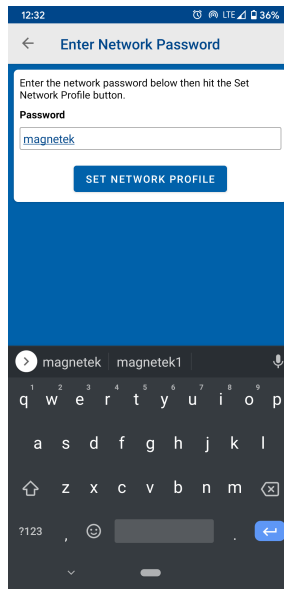 12:32 LTE 36%
Enter Network Password
Enter the network password below then hit the Set
Network Profile button.
Password
magnetek
SET NETWORK PROFILE
magnetek magnetek1
1 2 3 4 5 6 7 8 9
q w e r t y u i o p
a s d f g h j k l
z x c v b n m
?123 , .